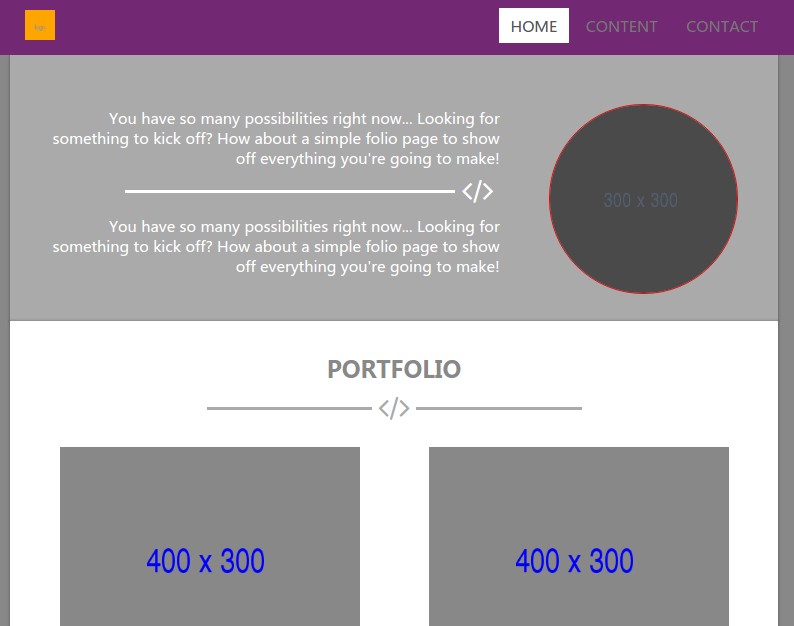 HOME CONTENT CONTACT
You have so many possibilities right now... Looking for
something to kick off? How about a simple folio page to show
off everything you're going to make!
</>
You have so many possibilities right now... Looking for
something to kick off? How about a simple folio page to show
off everything you're going to make!
300 x 300
PORTFOLIO
</>
400 x 300
400 x 300